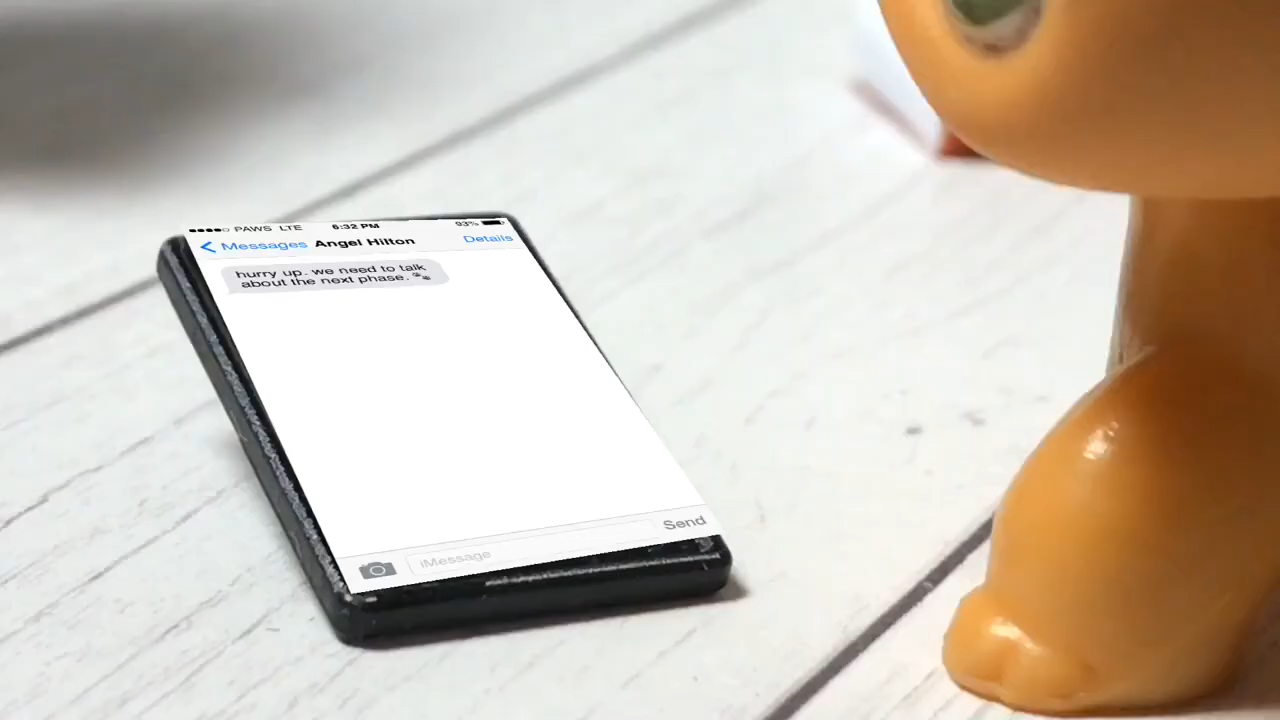 PAWS LTE 6:32 PM 93%
Messages Angel Hilton Details
hurry up. we need to talk
about the next phase. 🐾
iMessage Send